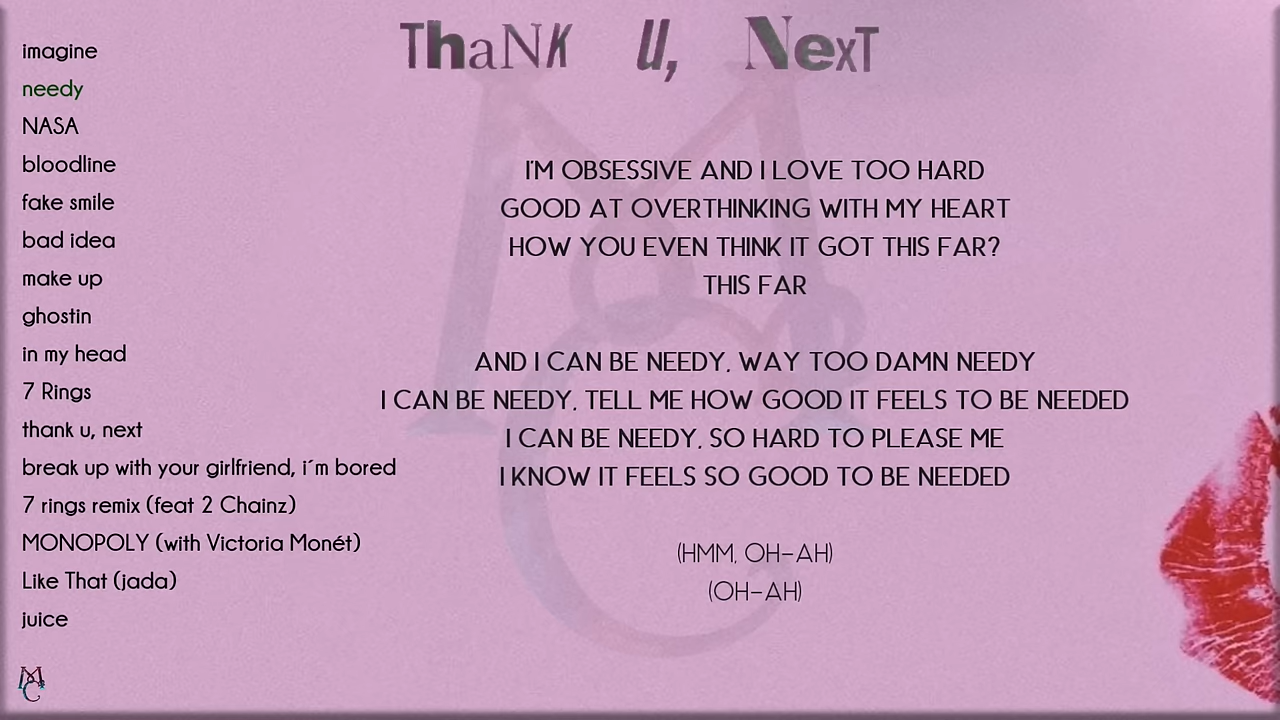 ThaNK U, NexT
imagine
needy
NASA
bloodline
fake smile
bad idea
make up
ghostin
in my head
7 Rings
thank u, next
break up with your girlfriend, i´m bored
7 rings remix (feat 2 Chainz)
MONOPOLY (with Victoria Monét)
Like That (jada)
juice
I'M OBSESSIVE AND I LOVE TOO HARD
GOOD AT OVERTHINKING WITH MY HEART
HOW YOU EVEN THINK IT GOT THIS FAR?
THIS FAR
AND I CAN BE NEEDY, WAY TOO DAMN NEEDY
I CAN BE NEEDY, TELL ME HOW GOOD IT FEELS TO BE NEEDED
I CAN BE NEEDY, SO HARD TO PLEASE ME
I KNOW IT FEELS SO GOOD TO BE NEEDED
(HMM, OH-AH)
(OH-AH)
MC